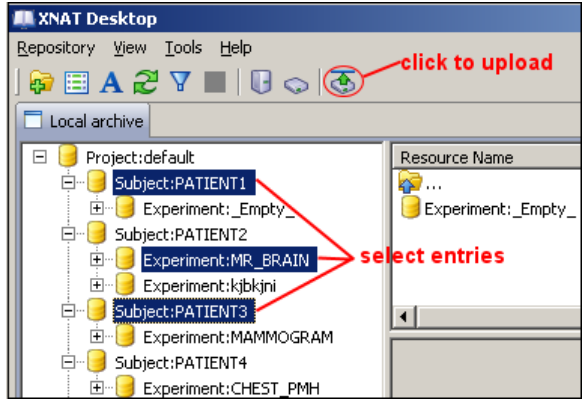 XNAT Desktop
Repository View Tools Help
click to upload
Local archive
Project:default
Subject:PATIENT1
Experiment:_Empty_
Subject:PATIENT2
Experiment:MR_BRAIN
Experiment:kjbkjni
Subject:PATIENT3
Experiment:MAMMOGRAM
Subject:PATIENT4
Experiment:CHEST_PMH
select entries
Resource Name
...
Experiment:_Empty_